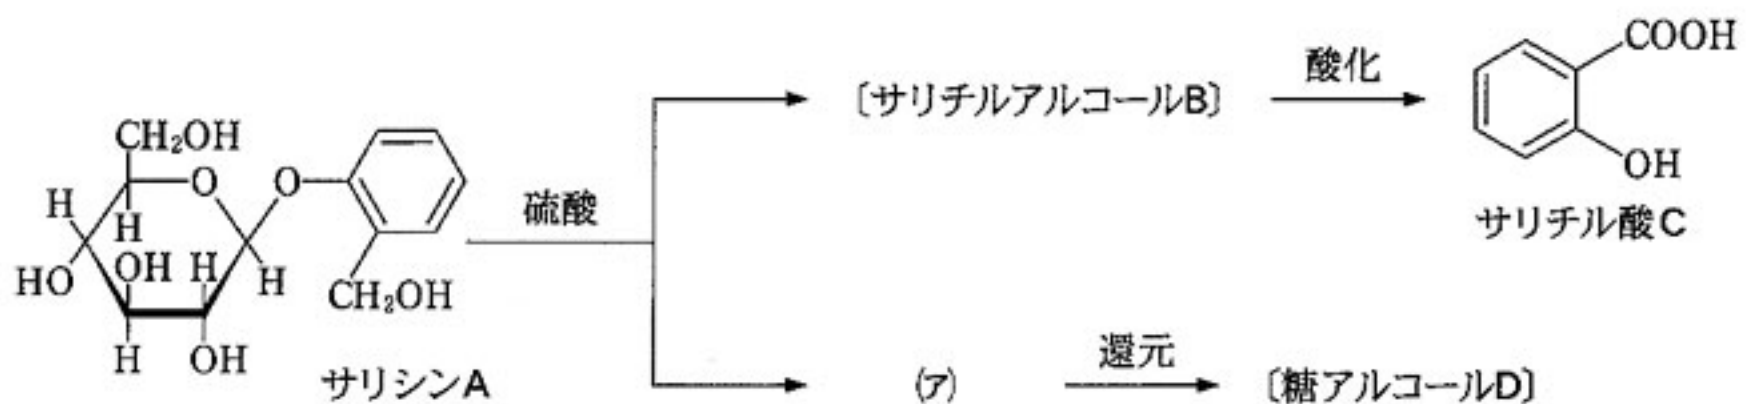 CH₂OH
H
O
O
H
HO
OH
H
H
H
OH
CH₂OH
サリシンA
硫酸
〔サリチルアルコールB〕
酸化
COOH
OH
サリチル酸C
(ア)
還元
〔糖アルコールD〕